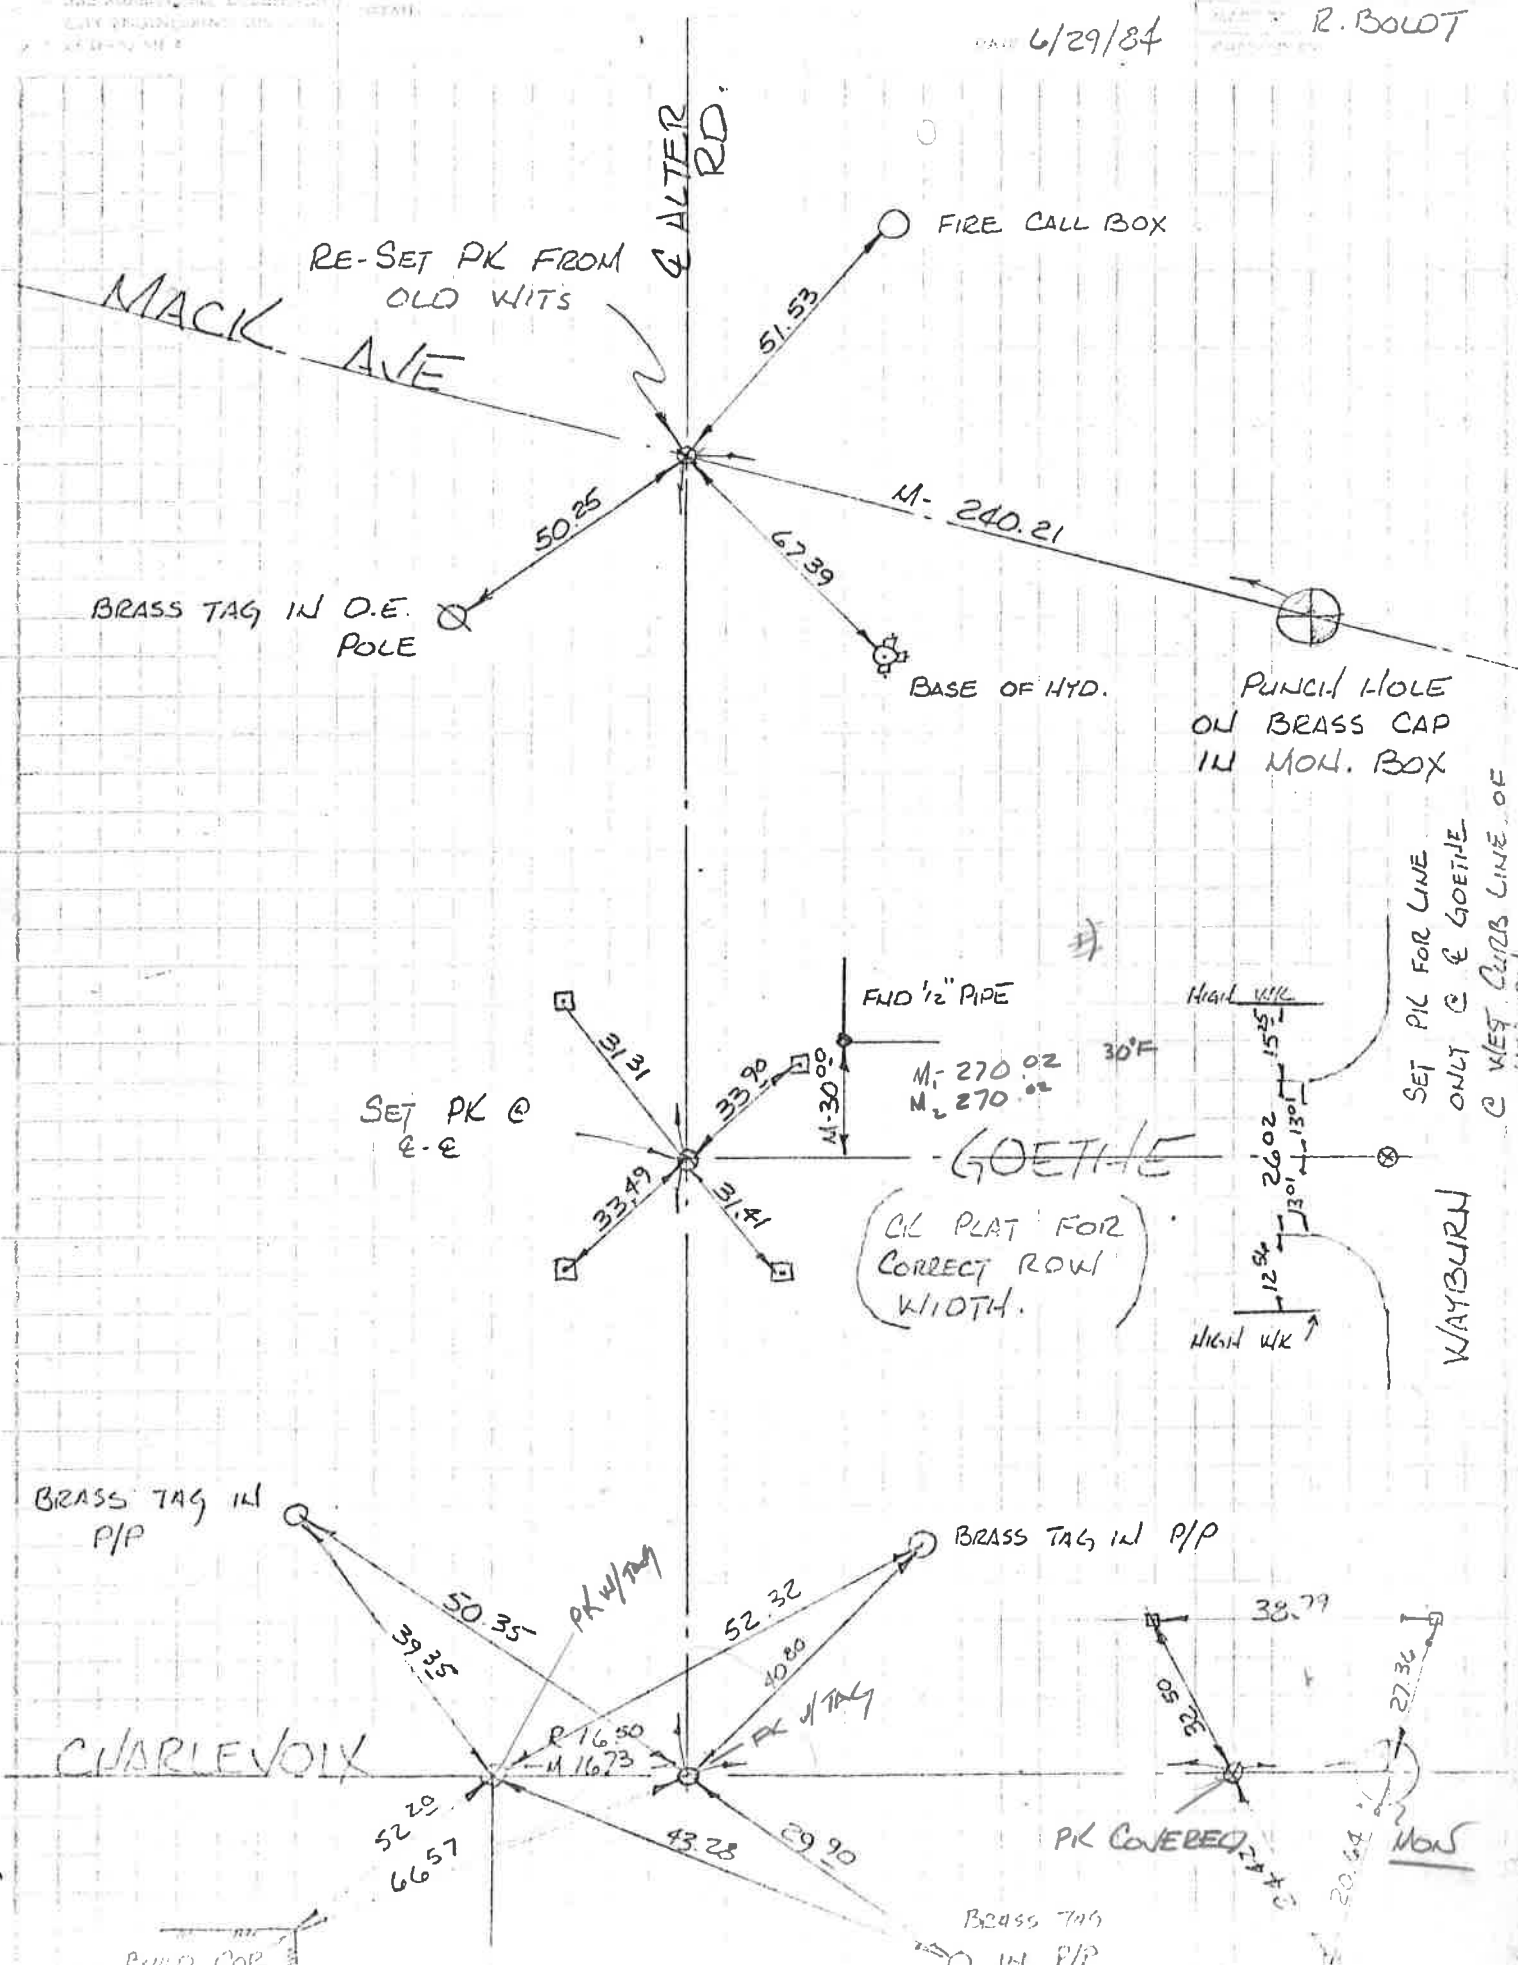 6/29/84
R. BOLDT
℄ ALTER
RD.
FIRE CALL BOX
RE-SET PK FROM
OLD WITS
MACK AVE
51.53
50.25
M- 240.21
67.39
BRASS TAG IN D.E.
POLE
BASE OF HYD.
PUNCH HOLE
ON BRASS CAP
IN MON. BOX
SET PK FOR LINE
ONLY @ ℄ GOETHE
@ WEST CURB LINE OF
FND 1/2" PIPE
HIGH WK
15.25
31.31
33.90
M-30.00
M1- 270.02
M2 270.02
30°F
SET PK @
℄-℄
GOETHE
26.02
13.01
13.01
33.49
31.41
(CK PLAT FOR
CORRECT ROW
WIDTH.)
12.56
HIGH WK
WAYBURN
BRASS TAG IN
P/P
BRASS TAG IN P/P
PK W/TAG
50.35
52.32
38.79
39.35
40.80
32.50
27.36
PK W/TAG
R 16.50
M 16.73
CHARLEVOIX
52.20
66.57
43.28
29.90
PK COVERED
MON
20.64
BRASS TAG
IN P/P